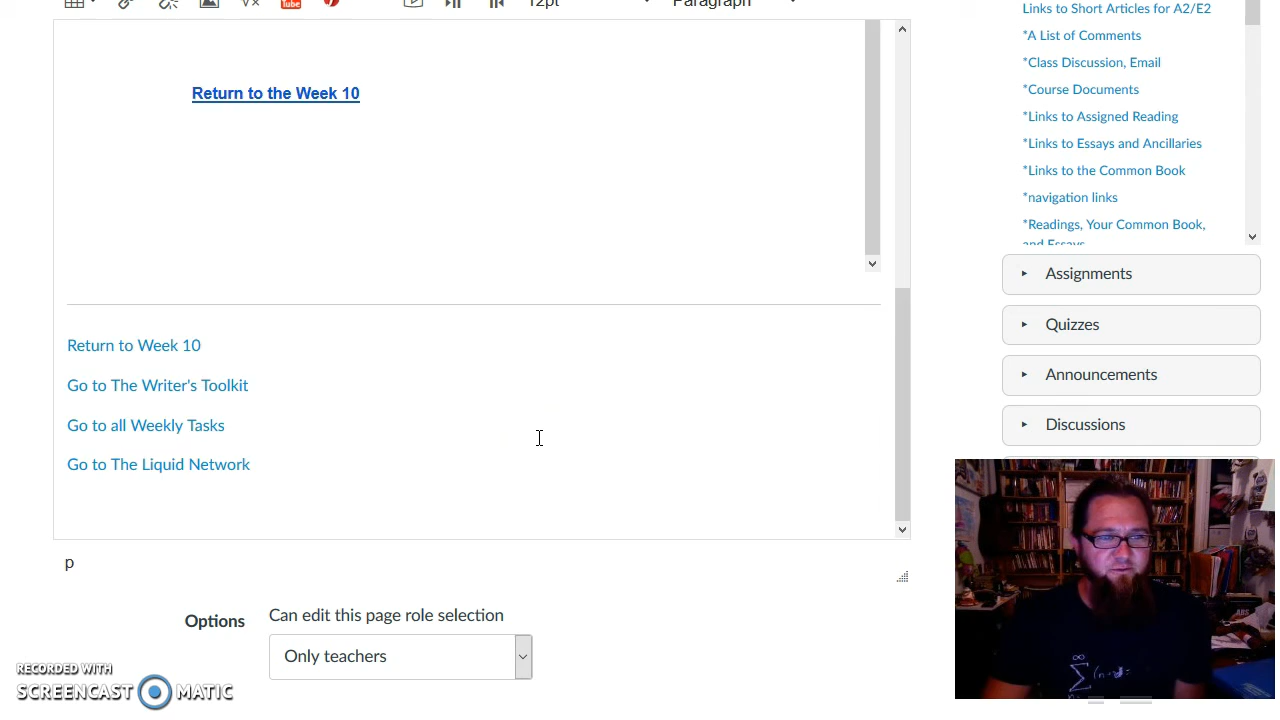 √x
You Tube
12pt
Paragraph
Return to the Week 10
Return to Week 10
Go to The Writer's Toolkit
Go to all Weekly Tasks
Go to The Liquid Network
p
Options
Can edit this page role selection
Only teachers
Links to Short Articles for A2/E2
*A List of Comments
*Class Discussion, Email
*Course Documents
*Links to Assigned Reading
*Links to Essays and Ancillaries
*Links to the Common Book
*navigation links
*Readings, Your Common Book,
and Essays
Assignments
Quizzes
Announcements
Discussions
RECORDED WITH
SCREENCAST MATIC